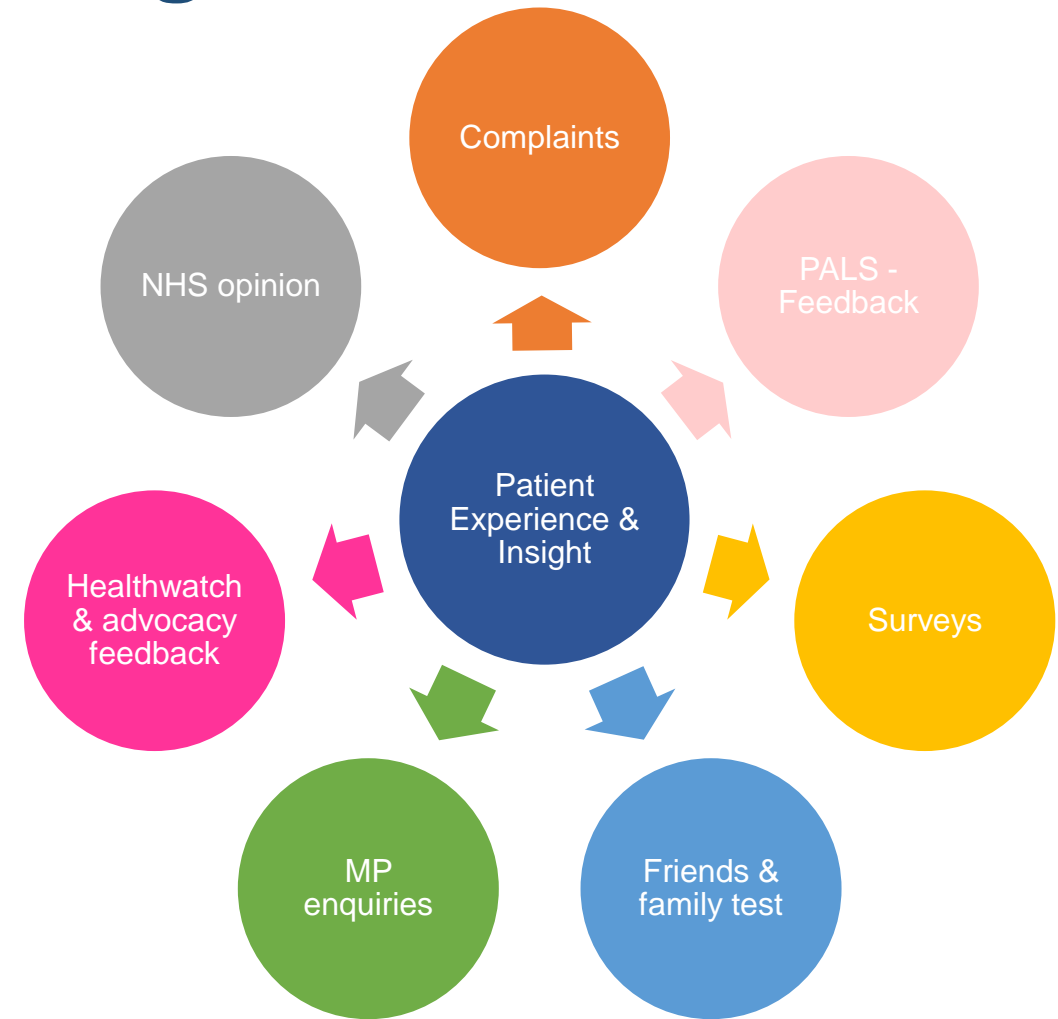 Complaints
PALS -
Feedback
Surveys
Friends &
family test
MP
enquiries
Healthwatch
& advocacy
feedback
NHS opinion
Patient
Experience &
Insight